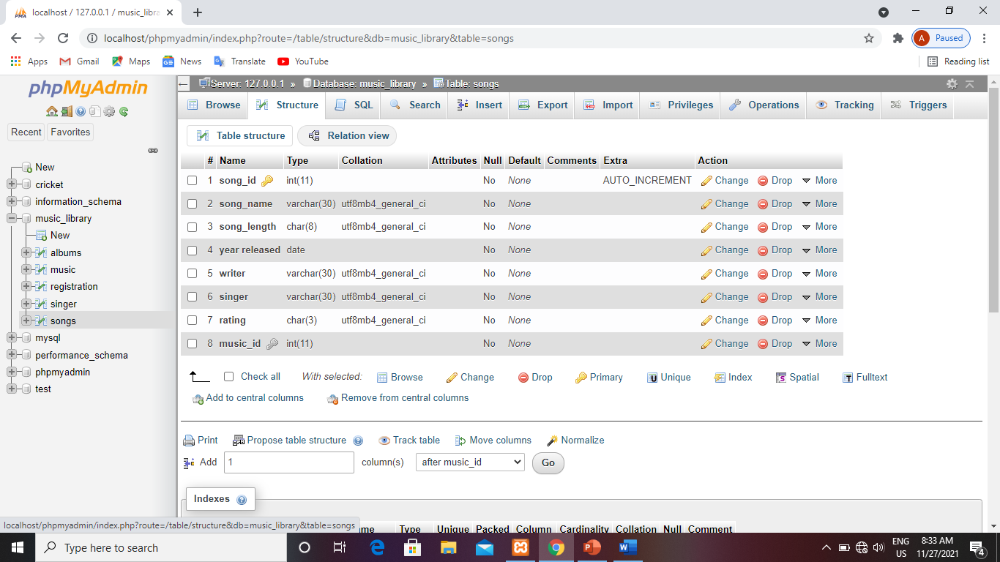 localhost / 127.0.0.1 / music_libra
localhost/phpmyadmin/index.php?route=/table/structure&db=music_library&table=songs
A Paused
Apps Gmail Maps News Translate YouTube Reading list
phpMyAdmin
Recent Favorites
New
cricket
information_schema
music_library
New
albums
music
registration
singer
songs
mysql
performance_schema
phpmyadmin
test
Server: 127.0.0.1 » Database: music_library » Table: songs
Browse Structure SQL Search Insert Export Import Privileges Operations Tracking Triggers
Table structure Relation view
# Name Type Collation Attributes Null Default Comments Extra Action
1 song_id int(11) No None AUTO_INCREMENT Change Drop More
2 song_name varchar(30) utf8mb4_general_ci No None Change Drop More
3 song_length char(8) utf8mb4_general_ci No None Change Drop More
4 year released date No None Change Drop More
5 writer varchar(30) utf8mb4_general_ci No None Change Drop More
6 singer varchar(30) utf8mb4_general_ci No None Change Drop More
7 rating char(3) utf8mb4_general_ci No None Change Drop More
8 music_id int(11) No None Change Drop More
Check all With selected: Browse Change Drop Primary Unique Index Spatial Fulltext
Add to central columns Remove from central columns
Print Propose table structure Track table Move columns Normalize
Add 1 column(s) after music_id Go
Indexes
Type Unique Packed Column Cardinality Collation Null Comment
localhost/phpmyadmin/index.php?route=/table/structure&db=music_library&table=songs
Type here to search
ENG
US
8:33 AM
11/27/2021
4